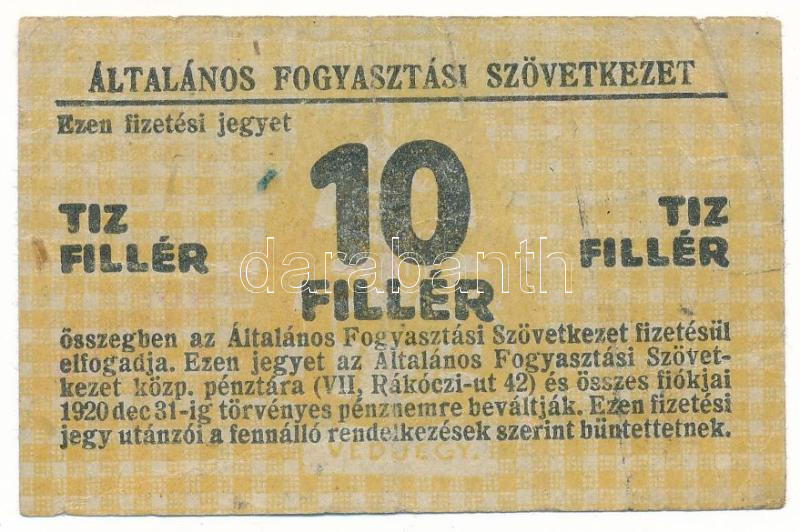 ÁLTALÁNOS FOGYASZTÁSI SZÖVETKEZET
Ezen fizetési jegyet
10
TIZ
FILLÉR
FILLÉR
TIZ
FILLÉR
darabanth
összegben az Általános Fogyasztási Szövetkezet fizetésül
elfogadja. Ezen jegyet az Általános Fogyasztási Szövet-
kezet közp. pénztára (VII, Rákóczi-ut 42) és összes fiókjai
1920 dec 31-ig törvényes pénznemre beváltják. Ezen fizetési
jegy utánzói a fennálló rendelkezések szerint büntettetnek.
VÉDJEGY.